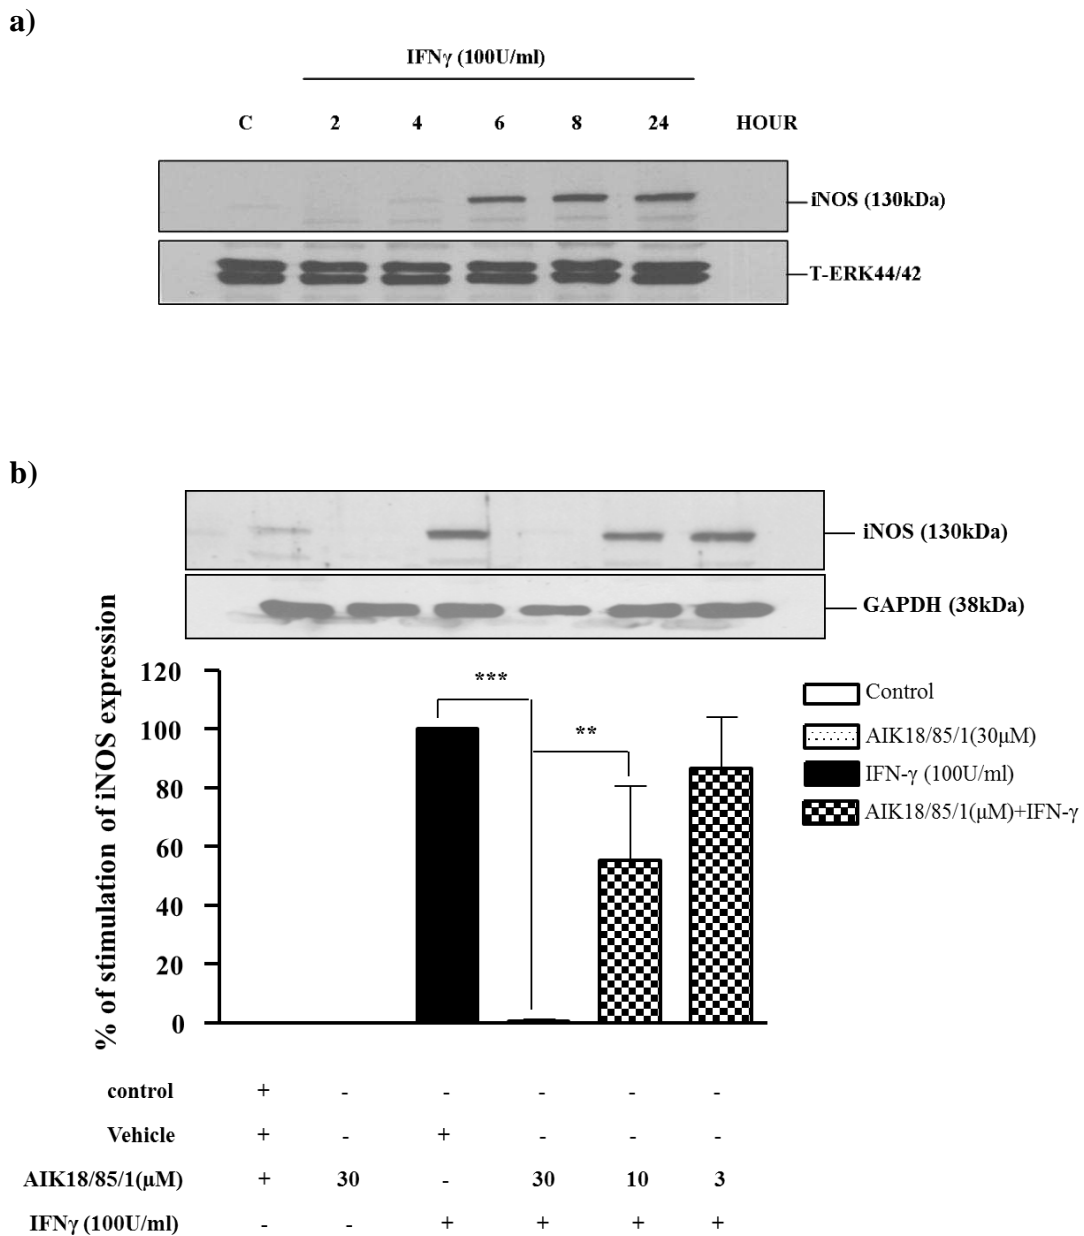 a)
IFNγ (100U/ml)
C 2 4 6 8 24 HOUR
iNOS (130kDa)
T-ERK44/42
b)
iNOS (130kDa)
GAPDH (38kDa)
% of stimulation of iNOS expression
120
100
80
60
40
20
0
***
**
Control
AIK18/85/1(30μM)
IFN-γ (100U/ml)
AIK18/85/1(μM)+IFN-γ
control + - - - - -
Vehicle + - + - - -
AIK18/85/1(μM) + 30 - 30 10 3
IFNγ (100U/ml) - - + + + +